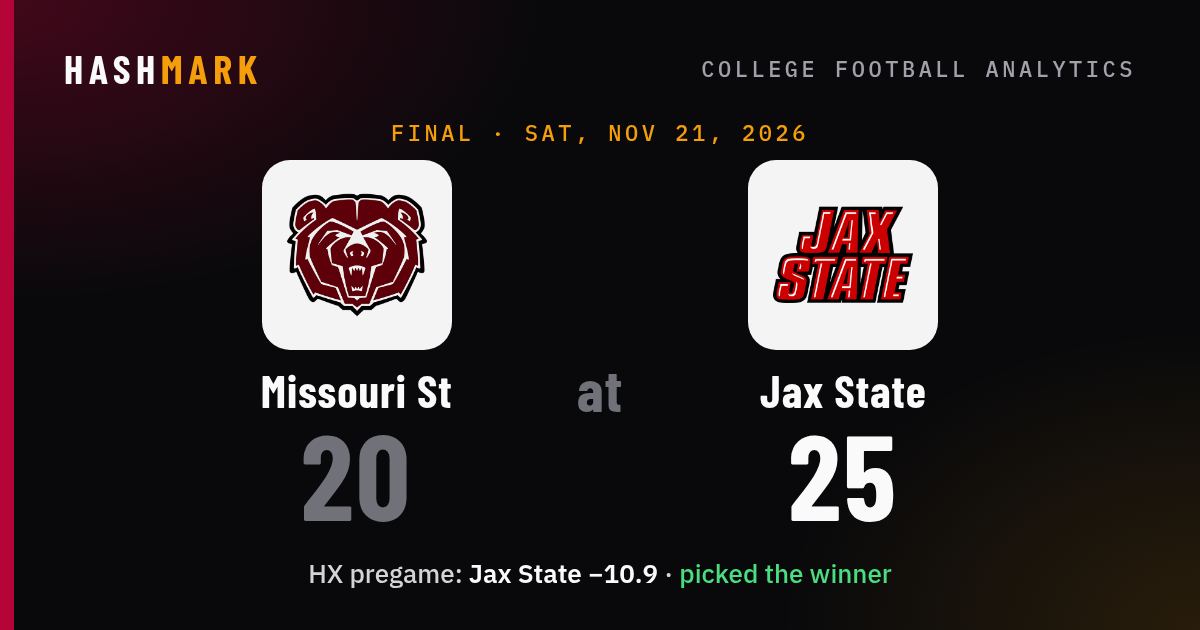 HASHMARK
COLLEGE FOOTBALL ANALYTICS
FINAL · SAT, NOV 21, 2026
JAX
STATE
Missouri St at Jax State
20 25
HX pregame: Jax State −10.9 · picked the winner